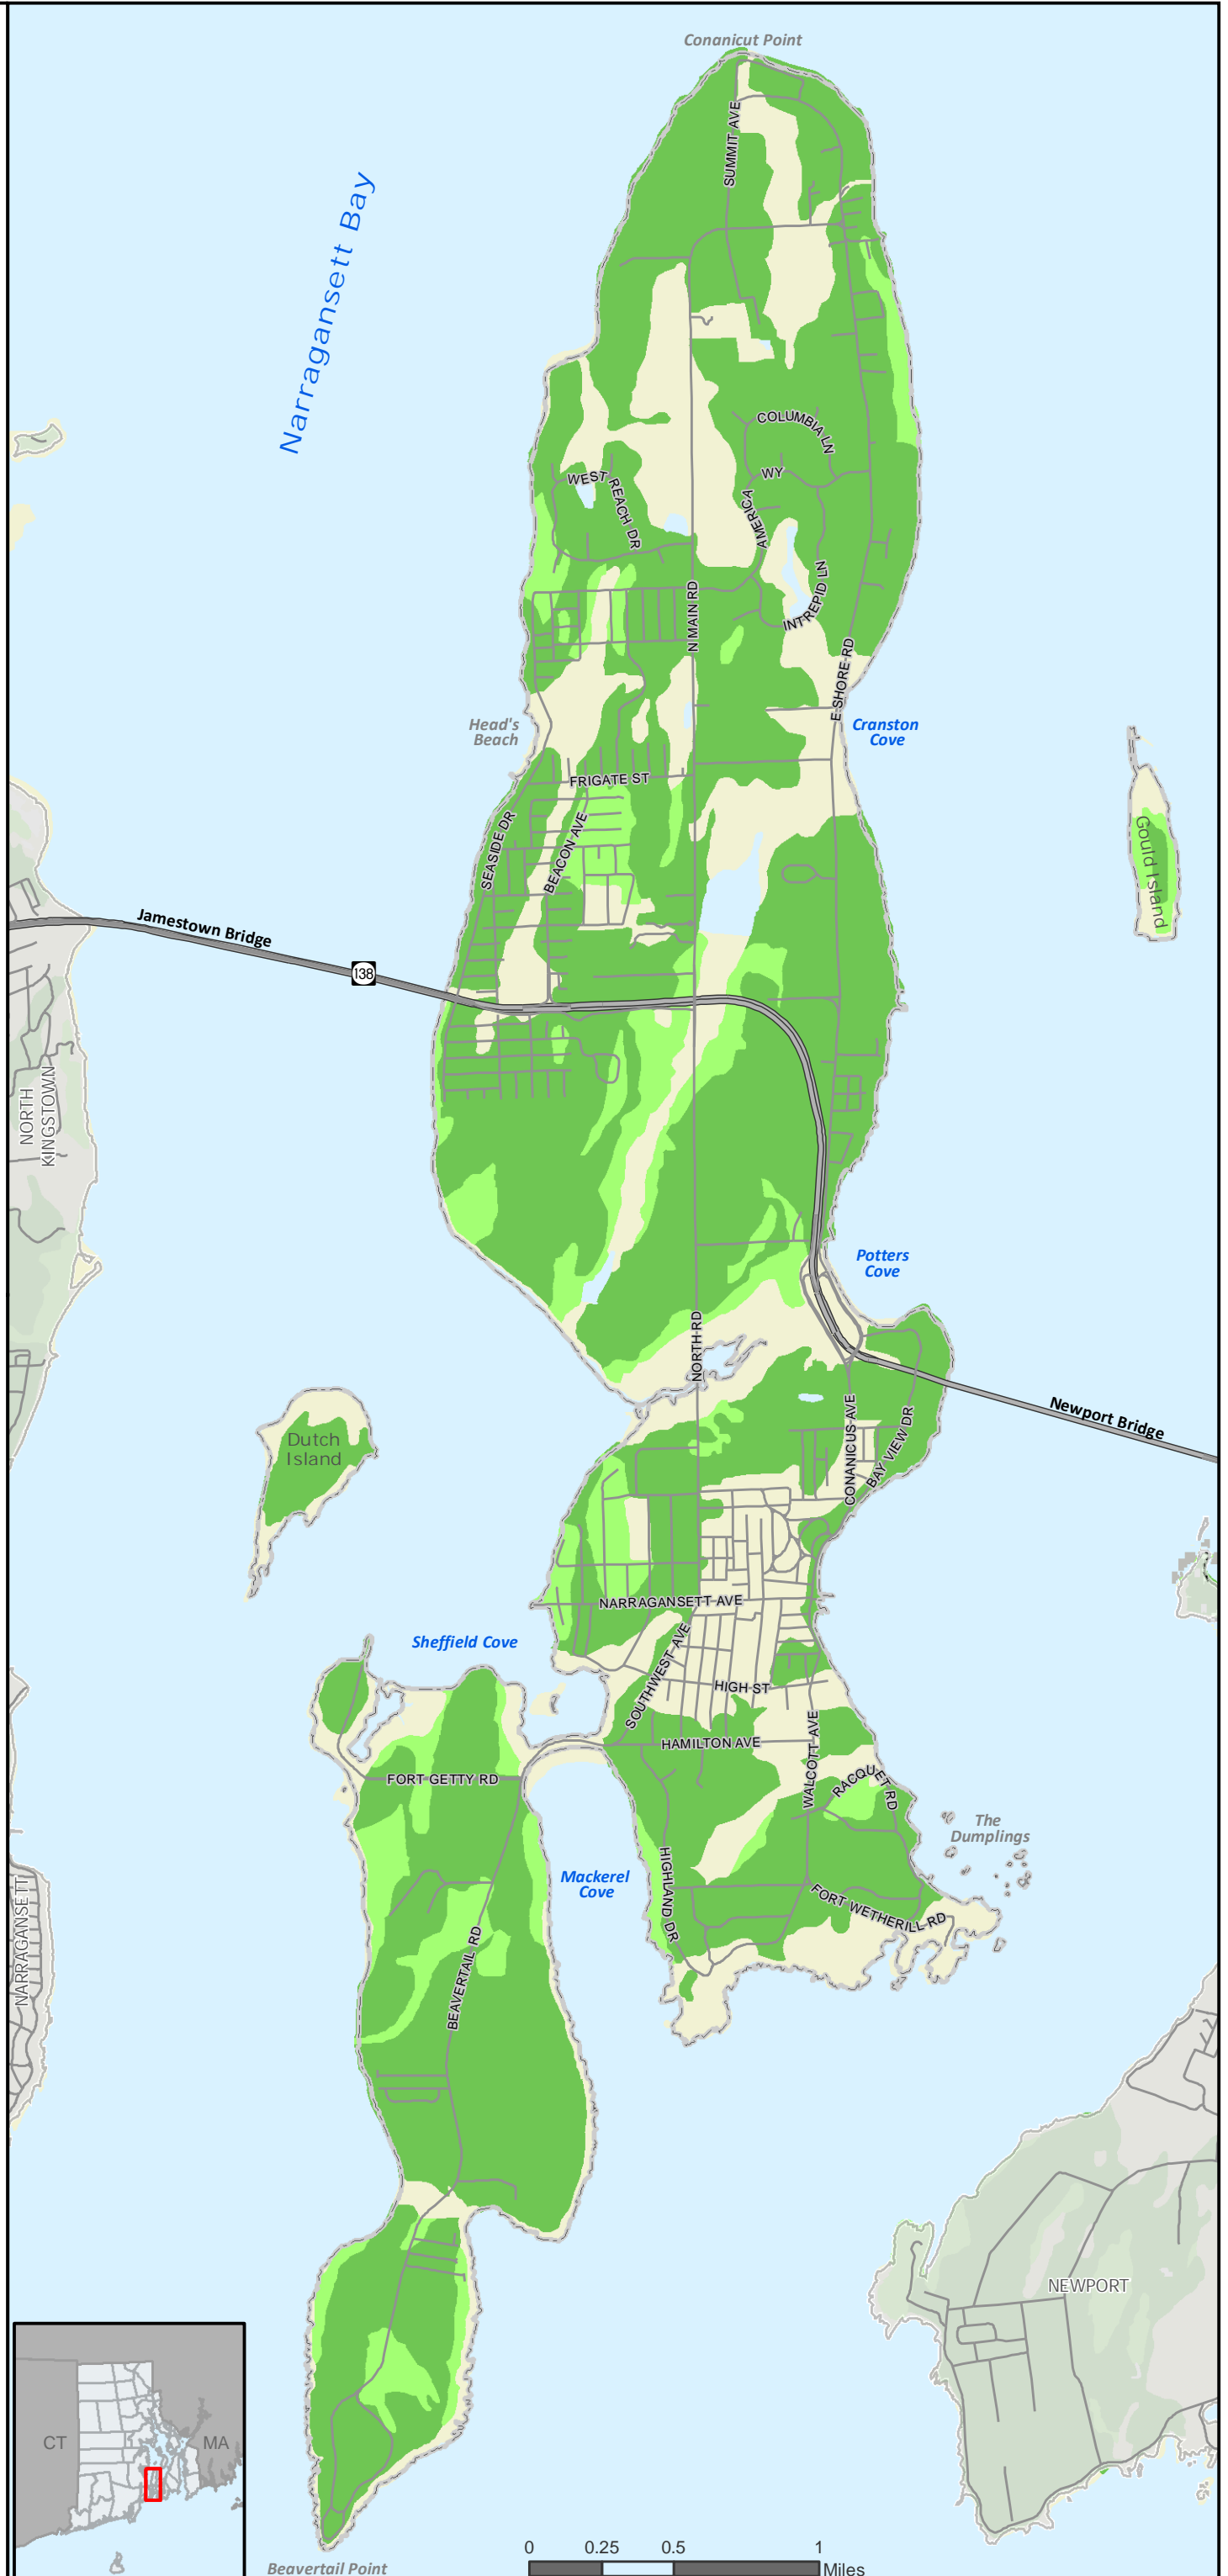 Conanicut Point
SUMMIT AVE
Narragansett Bay
COLUMBIA LN
WY
WEST
REACH DR
AMERICA
INTREPID LN
N MAIN RD
E SHORE RD
Head's
Beach
Cranston
Cove
FRIGATE ST
SEASIDE DR
BEACON AVE
Gould Island
Jamestown Bridge
138
NORTH
KINGSTOWN
Potters
Cove
NORTH RD
Newport Bridge
CONANICUS AVE
BAY VIEW DR
Dutch
Island
NARRAGANSETT AVE
Sheffield Cove
SOUTHWEST AVE
HIGH ST
HAMILTON AVE
WALCOTT AVE
RACQUET RD
FORT GETTY RD
The
Dumplings
Mackerel
Cove
HIGHLAND DR
FORT WETHERILL RD
NARRAGANSETT
BEAVERTAIL RD
NEWPORT
CT
MA
Beavertail Point
0 0.25 0.5 1
Miles